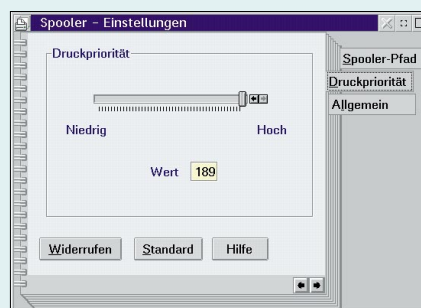 Spooler – Einstellungen
Druckpriorität
Niedrig Hoch
Wert 189
Widerrufen Standard Hilfe
Spooler-Pfad
Druckpriorität
Allgemein